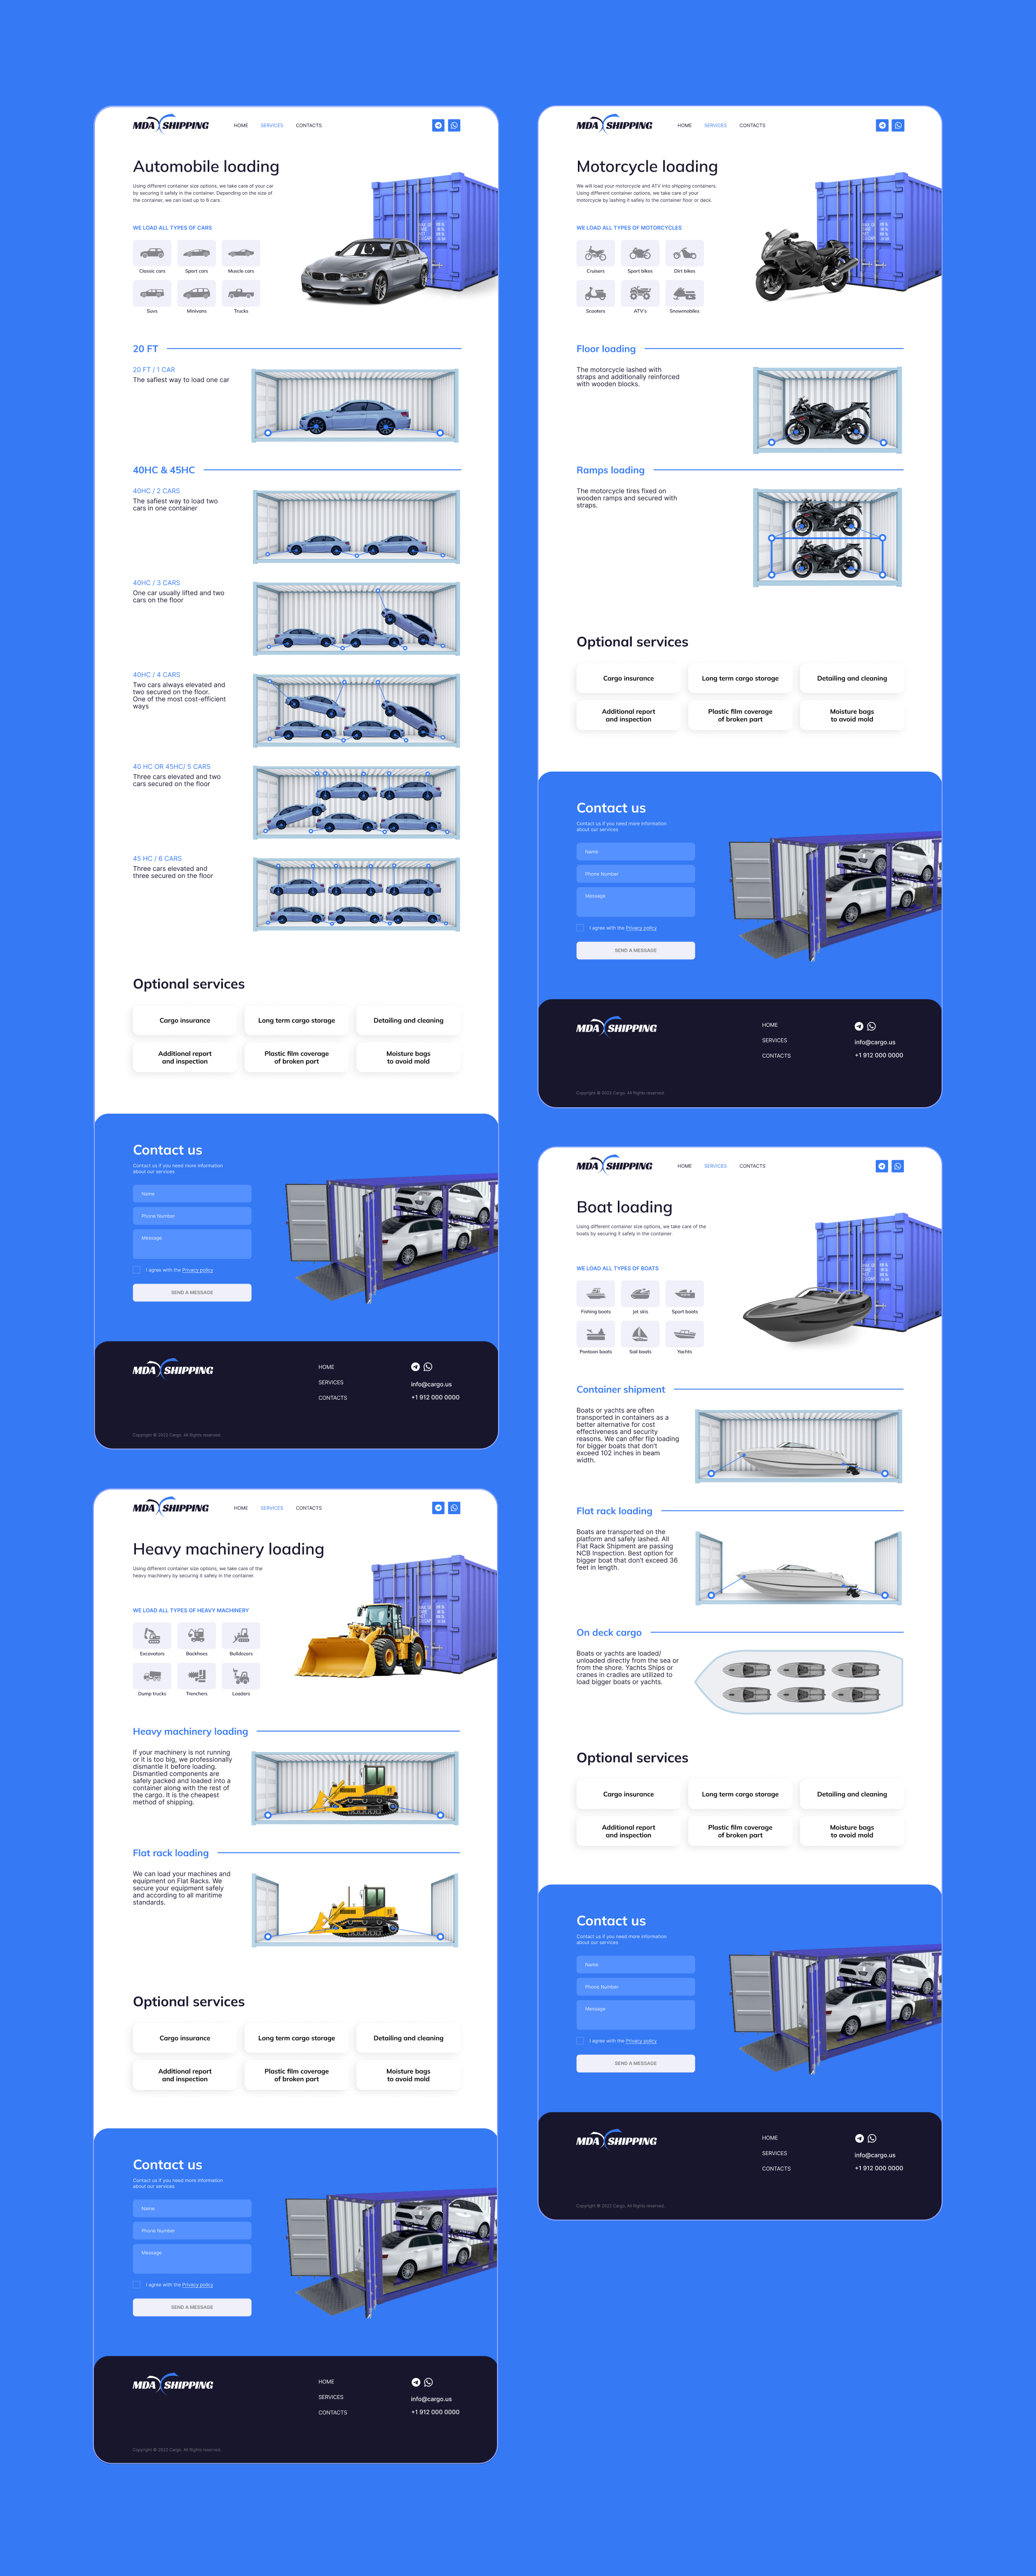 MDA SHIPPING
HOME
SERVICES
CONTACTS
Automobile loading
Using different container size options, we take care of your car
by securing it safely in the container. Depending on the size of
the container, we can load up to 6 cars.
WE LOAD ALL TYPES OF CARS
Classic cars
Sport cars
Muscle cars
Suvs
Minivans
Trucks
20 FT
20 FT / 1 CAR
The safiest way to load one car
40HC & 45HC
40HC / 2 CARS
The safiest way to load two
cars in one container
40HC / 3 CARS
One car usually lifted and two
cars on the floor
40HC / 4 CARS
Two cars always elevated and
two secured on the floor.
One of the most cost-efficient
ways
40 HC OR 45HC/ 5 CARS
Three cars elevated and two
cars secured on the floor
45 HC / 6 CARS
Three cars elevated and
three secured on the floor
Optional services
Cargo insurance
Long term cargo storage
Detailing and cleaning
Additional report
and inspection
Plastic film coverage
of broken part
Moisture bags
to avoid mold
Contact us
Contact us if you need more information
about our services
Name
Phone Number
Message
I agree with the Privacy policy
SEND A MESSAGE
MDA SHIPPING
HOME
SERVICES
CONTACTS
info@cargo.us
+1 912 000 0000
Copyright © 2022 Cargo. All Rights reserved.
MDA SHIPPING
HOME
SERVICES
CONTACTS
Heavy machinery loading
Using different container size options, we take care of the
heavy machinery by securing it safely in the container.
WE LOAD ALL TYPES OF HEAVY MACHINERY
Excavators
Backhoes
Bulldozers
Dump trucks
Trenchers
Loaders
Heavy machinery loading
If your machinery is not running
or it is too big, we professionally
dismantle it before loading.
Dismantled components are
safely packed and loaded into a
container along with the rest of
the cargo. It is the cheapest
method of shipping.
Flat rack loading
We can load your machines and
equipment on Flat Racks. We
secure your equipment safely
and according to all maritime
standards.
Optional services
Cargo insurance
Long term cargo storage
Detailing and cleaning
Additional report
and inspection
Plastic film coverage
of broken part
Moisture bags
to avoid mold
Contact us
Contact us if you need more information
about our services
Name
Phone Number
Message
I agree with the Privacy policy
SEND A MESSAGE
MDA SHIPPING
HOME
SERVICES
CONTACTS
info@cargo.us
+1 912 000 0000
Copyright © 2022 Cargo. All Rights reserved.
MDA SHIPPING
HOME
SERVICES
CONTACTS
Motorcycle loading
We will load your motorcycle and ATV into shipping containers.
Using different container options, we take care of your
motorcycle by lashing it safely to the container floor or deck.
WE LOAD ALL TYPES OF MOTORCYCLES
Cruisers
Sport bikes
Dirt bikes
Scooters
ATV's
Snowmobiles
Floor loading
The motorcycle lashed with
straps and additionally reinforced
with wooden blocks.
Ramps loading
The motorcycle tires fixed on
wooden ramps and secured with
straps.
Optional services
Cargo insurance
Long term cargo storage
Detailing and cleaning
Additional report
and inspection
Plastic film coverage
of broken part
Moisture bags
to avoid mold
Contact us
Contact us if you need more information
about our services
Name
Phone Number
Message
I agree with the Privacy policy
SEND A MESSAGE
MDA SHIPPING
HOME
SERVICES
CONTACTS
info@cargo.us
+1 912 000 0000
Copyright © 2022 Cargo. All Rights reserved.
MDA SHIPPING
HOME
SERVICES
CONTACTS
Boat loading
Using different container size options, we take care of the
boats by securing it safely in the container.
WE LOAD ALL TYPES OF BOATS
Fishing boats
Jet skis
Sport boats
Pontoon boats
Sail boats
Yachts
Container shipment
Boats or yachts are often
transported in containers as a
better alternative for cost
effectiveness and security
reasons. We can offer flip loading
for bigger boats that don't
exceed 102 inches in beam
width.
Flat rack loading
Boats are transported on the
platform and safely lashed. All
Flat Rack Shipment are passing
NCB Inspection. Best option for
bigger boat that don't exceed 36
feet in length.
On deck cargo
Boats or yachts are loaded/
unloaded directly from the sea or
from the shore. Yachts Ships or
cranes in cradles are utilized to
load bigger boats or yachts.
Optional services
Cargo insurance
Long term cargo storage
Detailing and cleaning
Additional report
and inspection
Plastic film coverage
of broken part
Moisture bags
to avoid mold
Contact us
Contact us if you need more information
about our services
Name
Phone Number
Message
I agree with the Privacy policy
SEND A MESSAGE
MDA SHIPPING
HOME
SERVICES
CONTACTS
info@cargo.us
+1 912 000 0000
Copyright © 2022 Cargo. All Rights reserved.